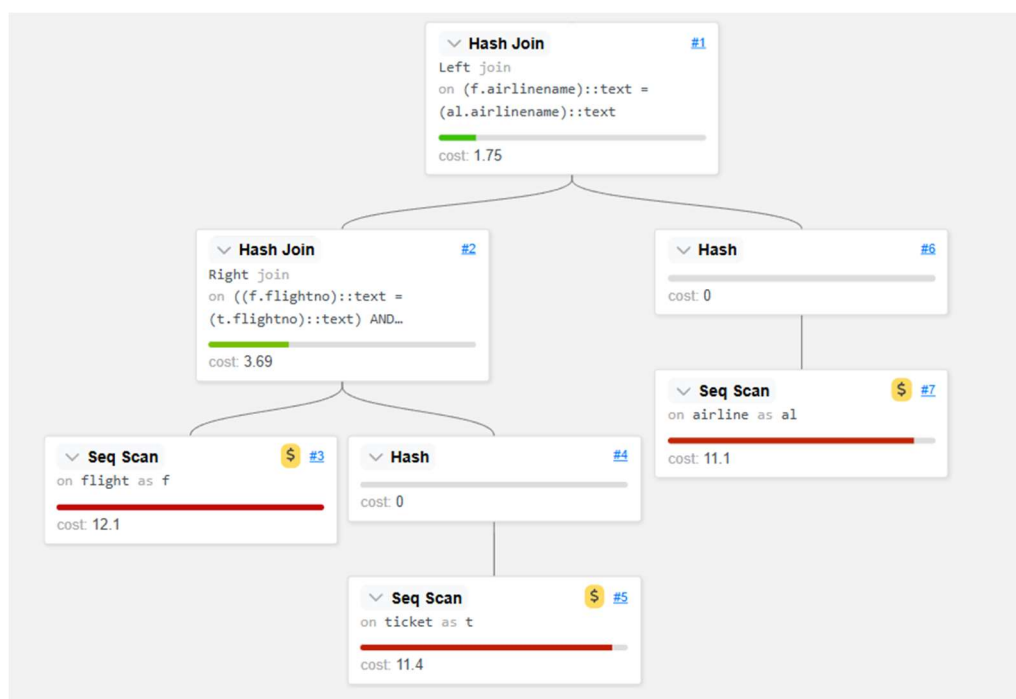 Hash Join #1
Left join
on (f.airlinename)::text =
(al.airlinename)::text
cost: 1.75
Hash Join #2
Right join
on ((f.flightno)::text =
(t.flightno)::text) AND…
cost: 3.69
Hash #6
cost: 0
Seq Scan $ #7
on airline as al
cost: 11.1
Seq Scan $ #3
on flight as f
cost: 12.1
Hash #4
cost: 0
Seq Scan $ #5
on ticket as t
cost: 11.4